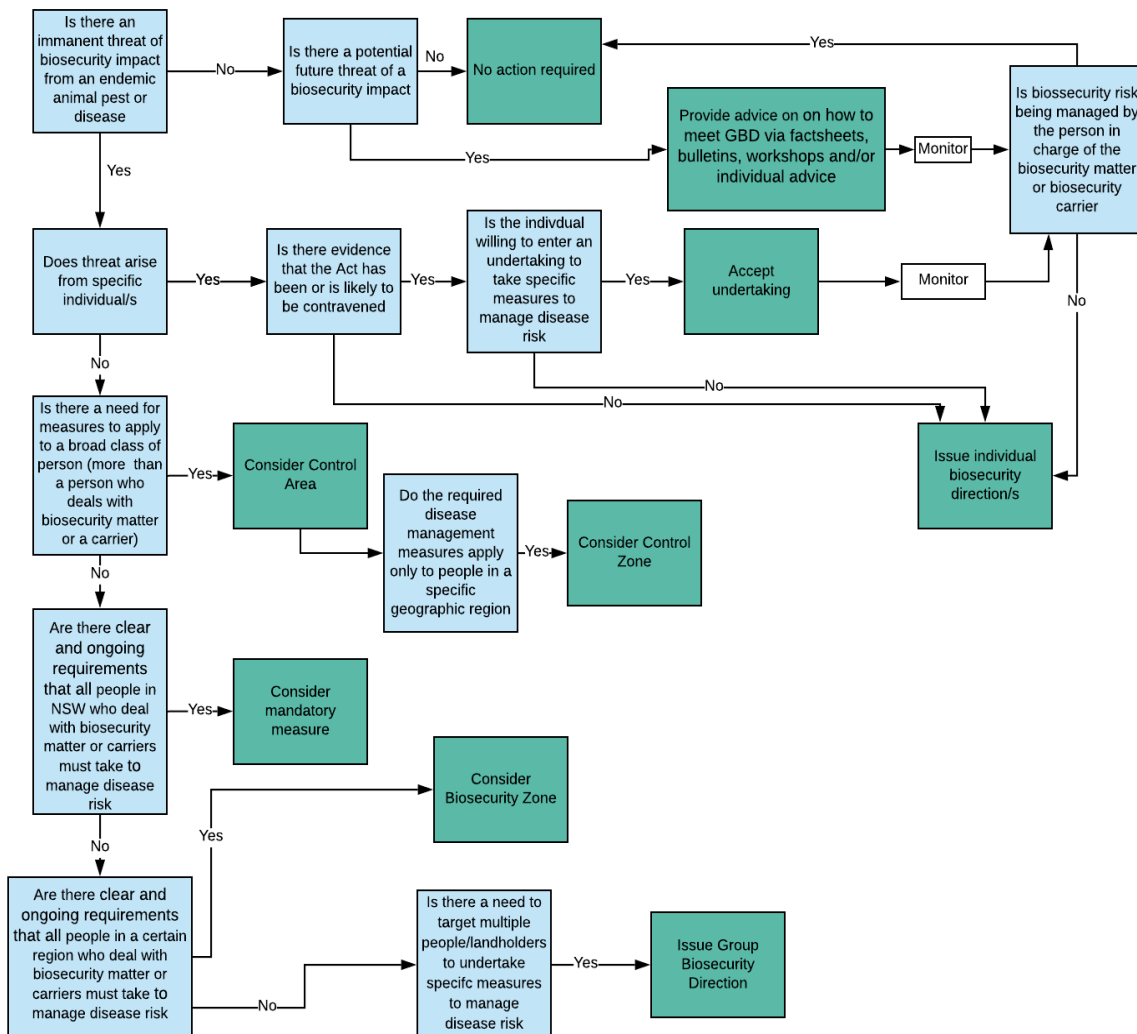 Is there an
immanent threat of
biosecurity impact
from an endemic
animal pest or
disease
No
Is there a potential
future threat of a
biosecurity impact
No
No action required
Yes
Is biossecurity risk
being managed by
the person in
charge of the
biosecurity matter
or biosecurity
carrier
Yes
Provide advice on on how to
meet GBD via factsheets,
bulletins, workshops and/or
individual advice
Monitor
Yes
Does threat arise
from specific
individual/s
Yes
Is there evidence
that the Act has
been or is likely to
be contravened
Yes
Is the indivdual
willing to enter an
undertaking to
take specific
measures to
manage disease
risk
Yes
Accept
undertaking
Monitor
No
No
No
No
Is there a need for
measures to apply
to a broad class of
person (more than
a person who
deals with
biosecurity matter
or a carrier)
Yes
Consider Control
Area
Do the required
disease
management
measures apply
only to people in a
specific
geographic region
Yes
Consider Control
Zone
Issue individual
biosecurity
direction/s
No
Are there clear
and ongoing
requirements
that all people in
NSW who deal
with biosecurity
matter or carriers
must take to
manage disease
risk
Yes
Consider
mandatory
measure
Consider
Biosecurity Zone
Yes
No
Are there clear and
ongoing requirements
that all people in a certain
region who deal with
biosecurity matter or
carriers must take to
manage disease risk
No
Is there a need to
target multiple
people/landholders
to undertake
specifc measures
to manage
disease risk
Yes
Issue Group
Biosecurity
Direction